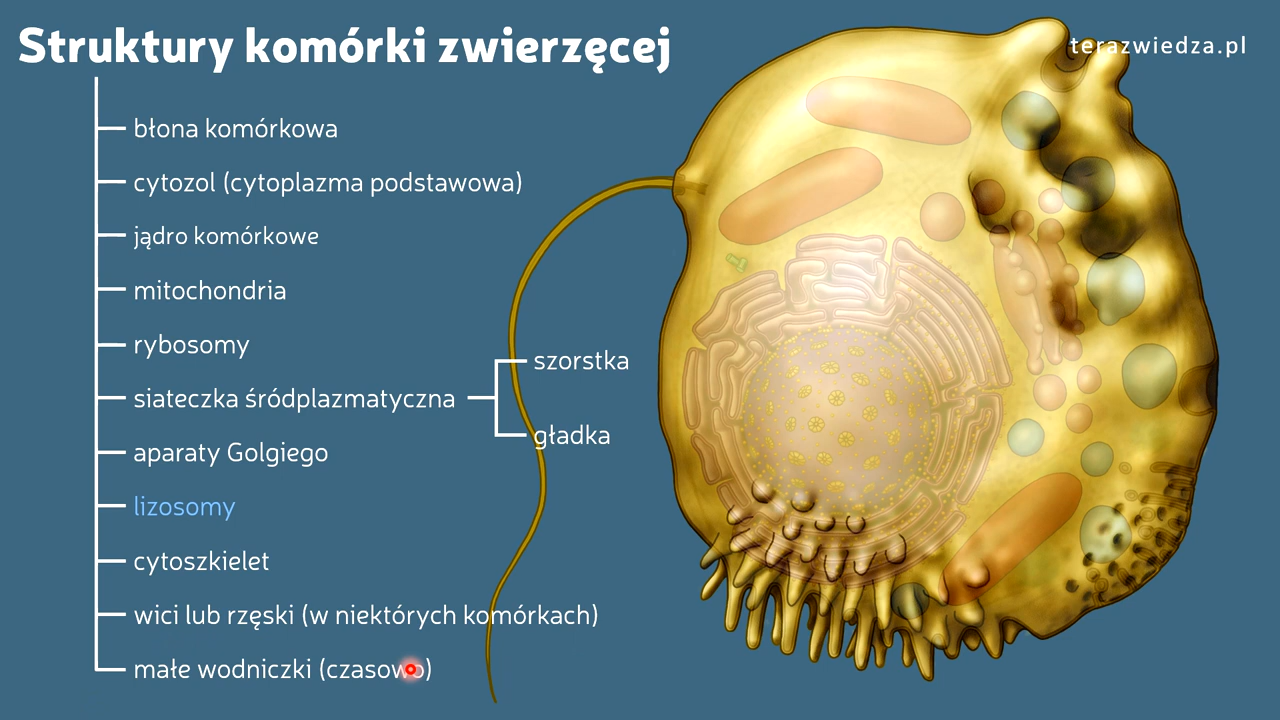 Struktury komórki zwierzęcej
terazwiedza.pl
błona komórkowa
cytozol (cytoplazma podstawowa)
jądro komórkowe
mitochondria
rybosomy
siateczka śródplazmatyczna
szorstka
gładka
aparaty Golgiego
lizosomy
cytoszkielet
wici lub rzęski (w niektórych komórkach)
małe wodniczki (czasowo)